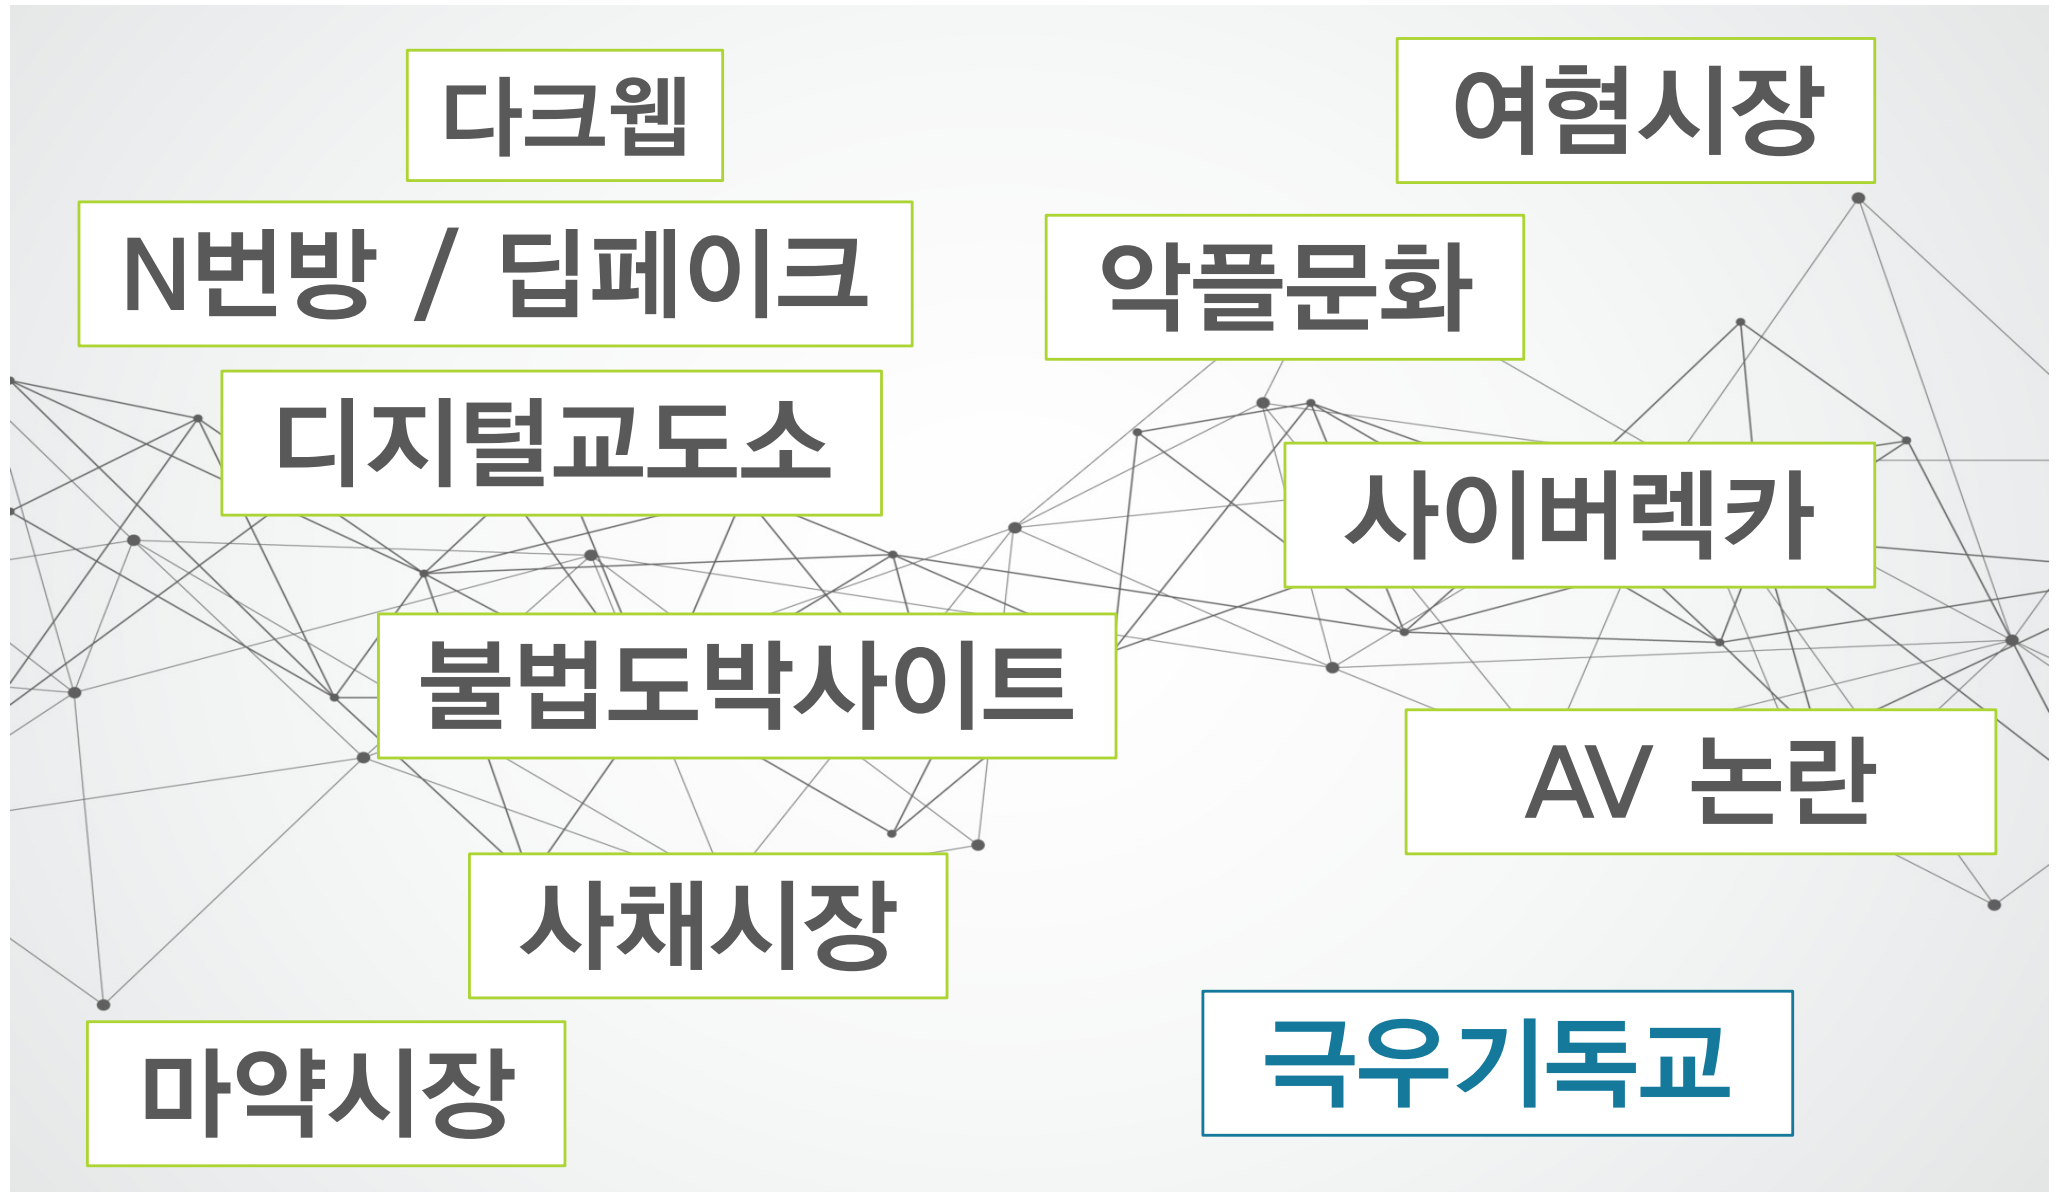 다크웹
N번방 / 딥페이크
디지털교도소
불법도박사이트
사채시장
마약시장
여혐시장
악플문화
사이버렉카
AV 논란
극우기독교